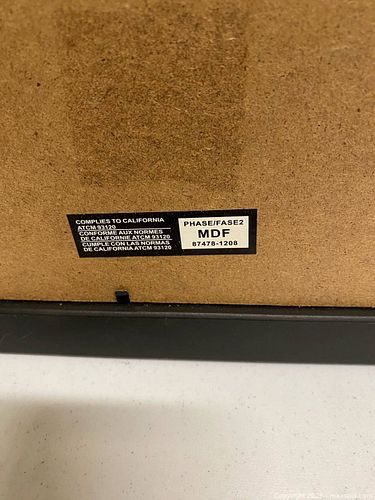 COMPLIES TO CALIFORNIA
ATCM 93120
CONFORME AUX NORMES
DE CALIFORNIE ATCM 93120
CUMPLE CON LAS NORMAS
DE CALIFORNIA ATCM 93120
PHASE/FASE2
MDF
87478-1208